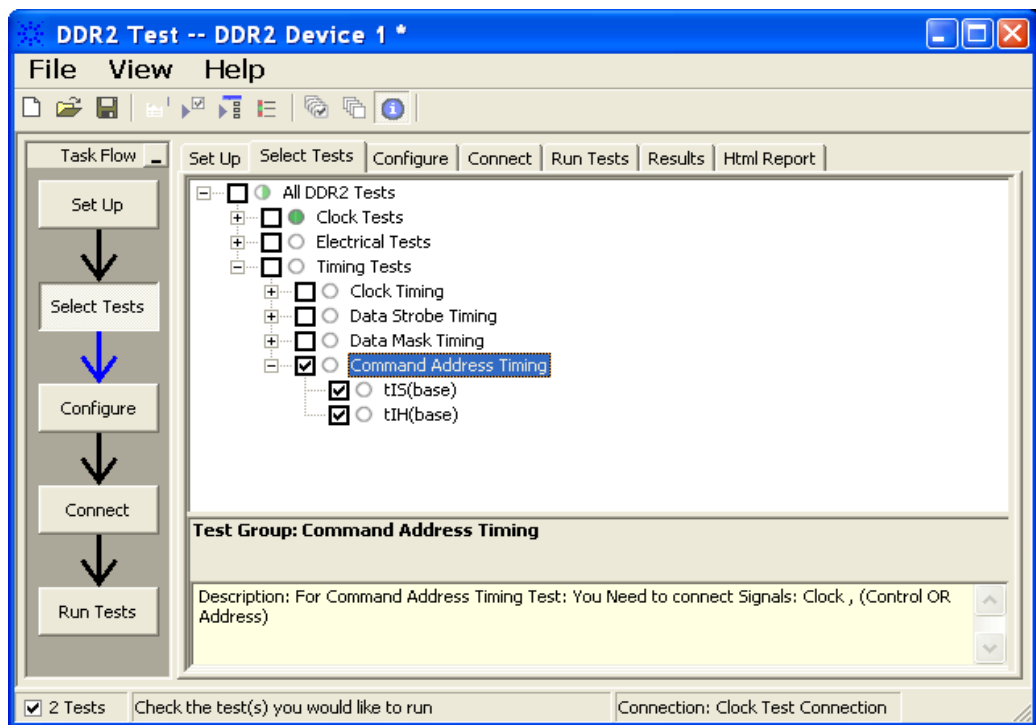 DDR2 Test -- DDR2 Device 1 *
File View Help
Task Flow
Set Up Select Tests Configure Connect Run Tests Results Html Report
Set Up
Select Tests
Configure
Connect
Run Tests
All DDR2 Tests
Clock Tests
Electrical Tests
Timing Tests
Clock Timing
Data Strobe Timing
Data Mask Timing
Command Address Timing
tIS(base)
tIH(base)
Test Group: Command Address Timing
Description: For Command Address Timing Test: You Need to connect Signals: Clock , (Control OR
Address)
2 Tests Check the test(s) you would like to run Connection: Clock Test Connection